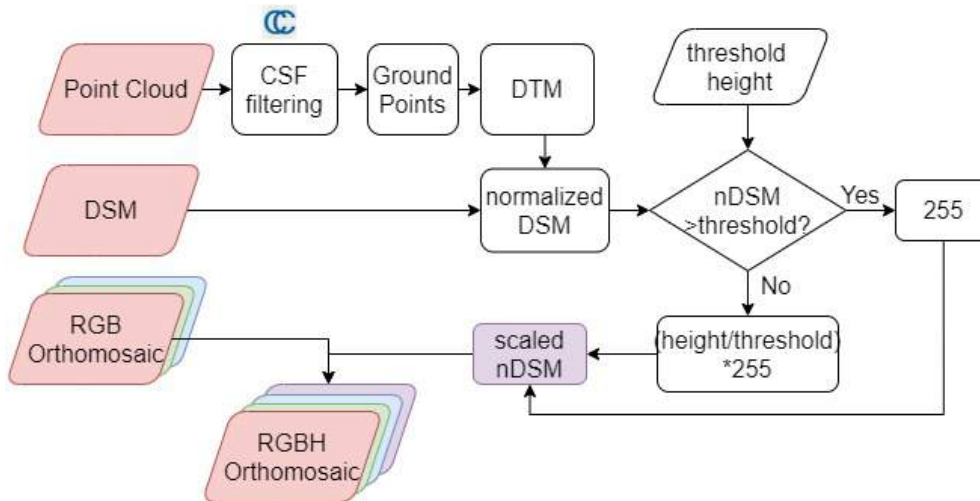 CC
Point Cloud
CSF
filtering
Ground
Points
DTM
threshold
height
DSM
normalized
DSM
nDSM
>threshold?
Yes
255
No
RGB
Orthomosaic
scaled
nDSM
(height/threshold)
*255
RGBH
Orthomosaic